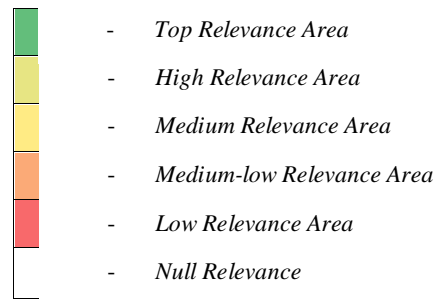 - Top Relevance Area
- High Relevance Area
- Medium Relevance Area
- Medium-low Relevance Area
- Low Relevance Area
- Null Relevance